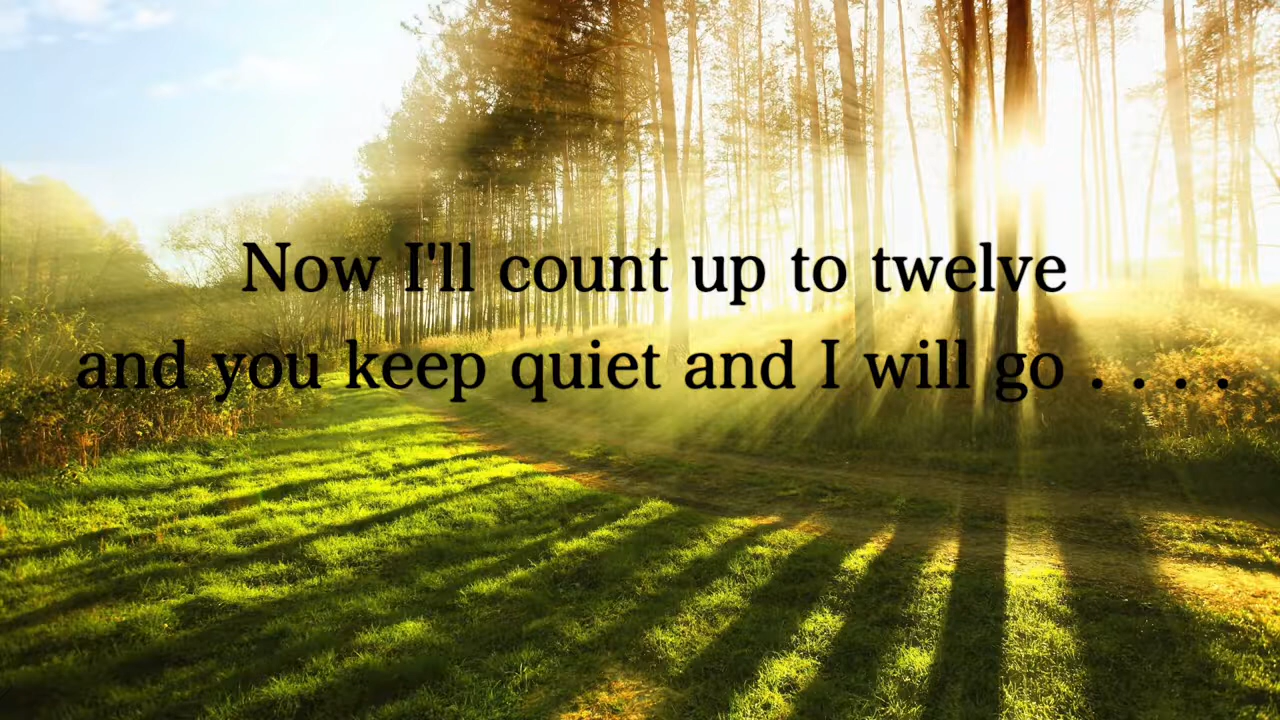 Now I'll count up to twelve
and you keep quiet and I will go . . . .